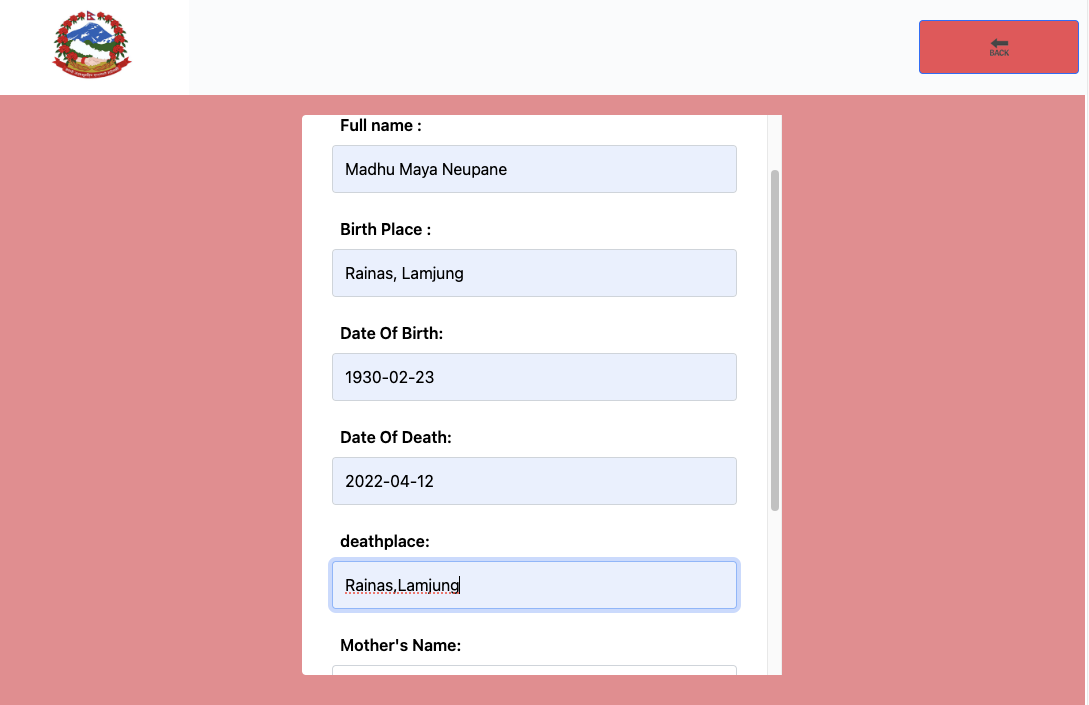 BACK
Full name :
Madhu Maya Neupane
Birth Place :
Rainas, Lamjung
Date Of Birth:
1930-02-23
Date Of Death:
2022-04-12
deathplace:
Rainas,Lamjung
Mother's Name: